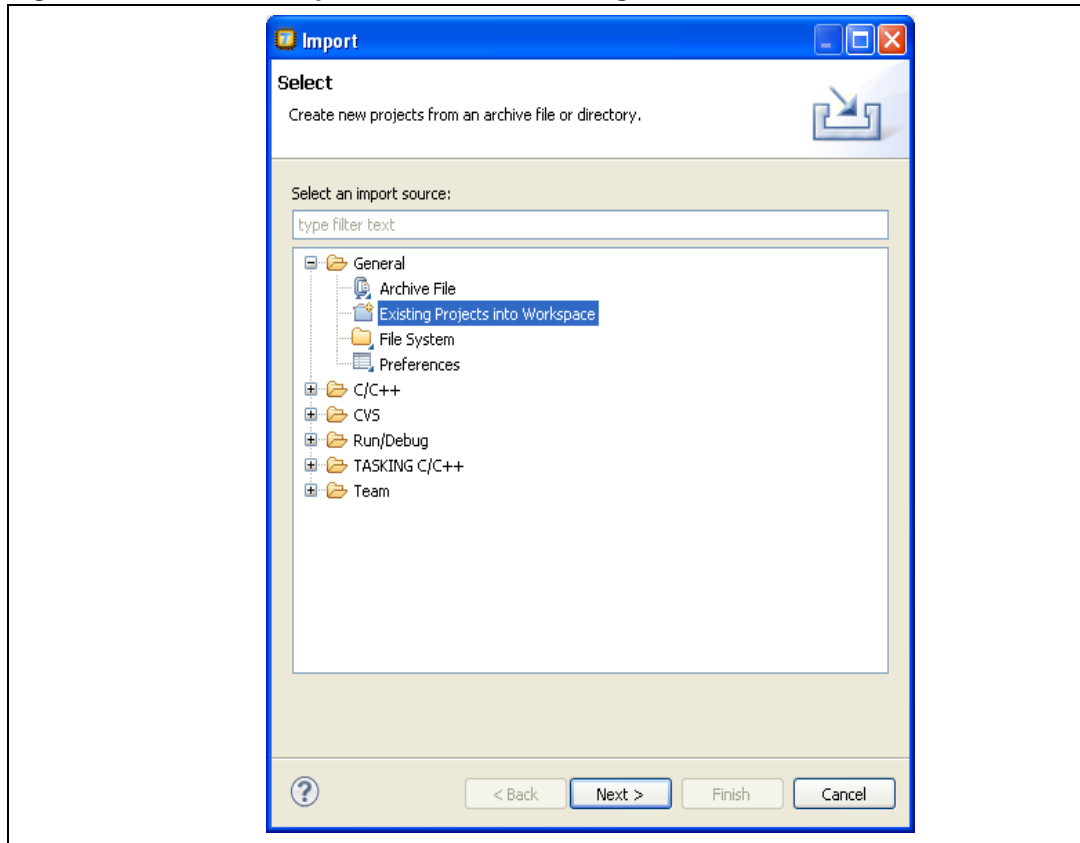 Import
Select
Create new projects from an archive file or directory.
Select an import source:
type filter text
General
Archive File
Existing Projects into Workspace
File System
Preferences
C/C++
CVS
Run/Debug
TASKING C/C++
Team
< Back Next > Finish Cancel